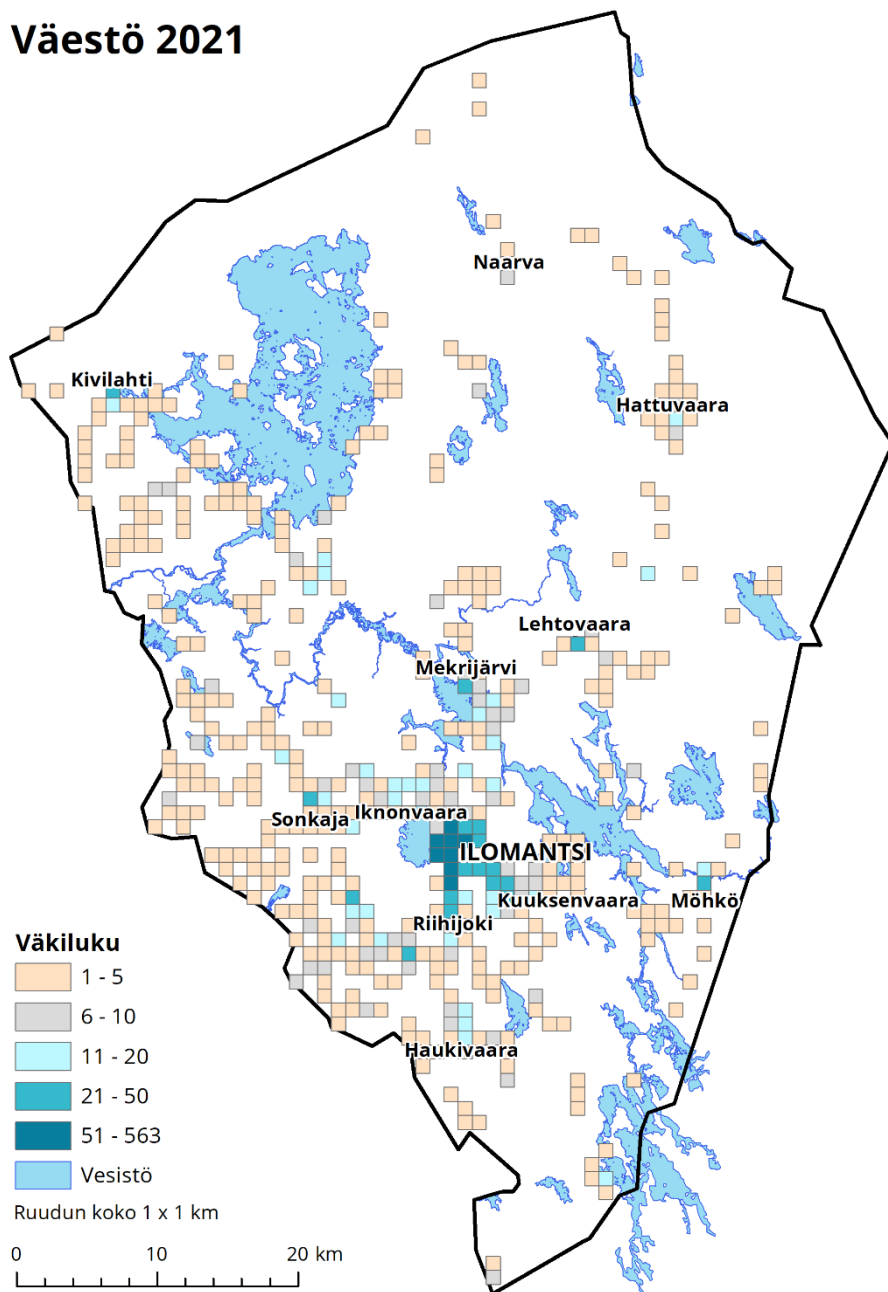 Väestö 2021
Naarva
Kivilahti
Hattuvaara
Lehtovaara
Mekrijärvi
Sonkaja
Iknonvaara
ILOMANTSI
Kuuksenvaara
Möhkö
Riihijoki
Haukivaara
Väkiluku
1 - 5
6 - 10
11 - 20
21 - 50
51 - 563
Vesistö
Ruudun koko 1 x 1 km
0 10 20 km